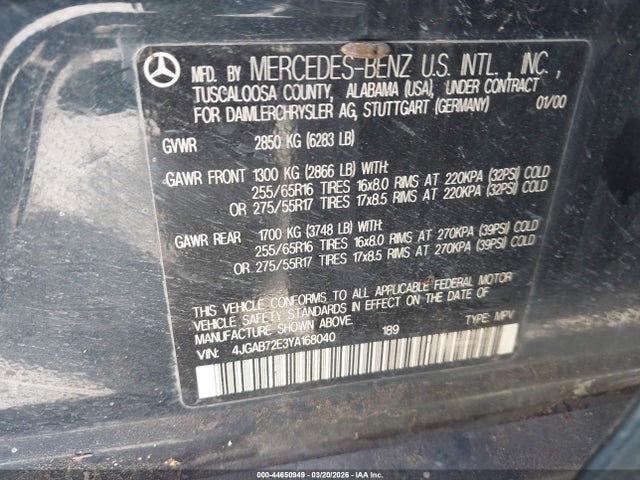 MFD. BY MERCEDES-BENZ U.S. INTL., INC.,
TUSCALOOSA COUNTY, ALABAMA (USA), UNDER CONTRACT
FOR DAIMLERCHRYSLER AG, STUTTGART (GERMANY) 01/00
GVWR 2850 KG (6283 LB)
GAWR FRONT 1300 KG (2866 LB) WITH:
255/65R16 TIRES 16x8.0 RIMS AT 220KPA (32PSI) COLD
OR 275/55R17 TIRES 17x8.5 RIMS AT 220KPA (32PSI) COLD
GAWR REAR 1700 KG (3748 LB) WITH:
255/65R16 TIRES 16x8.0 RIMS AT 270KPA (39PSI) COLD
OR 275/55R17 TIRES 17x8.5 RIMS AT 270KPA (39PSI) COLD
THIS VEHICLE CONFORMS TO ALL APPLICABLE FEDERAL MOTOR
VEHICLE SAFETY STANDARDS IN EFFECT ON THE DATE OF
MANUFACTURE SHOWN ABOVE. 189 TYPE: MPV
VIN: 4JGAB72E3YA168040
000-44650949 - 03/20/2026 - IAA Inc.